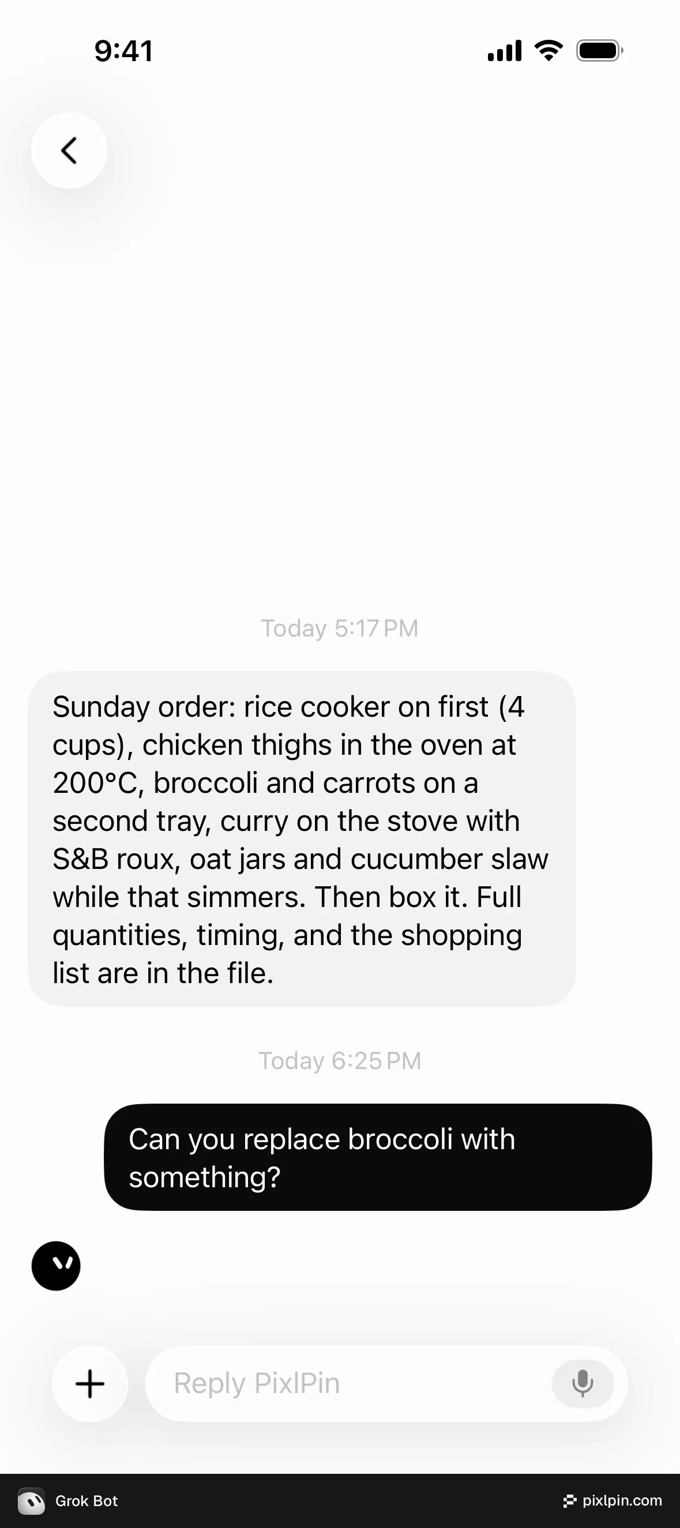 9:41
Today 5:17 PM
Sunday order: rice cooker on first (4
cups), chicken thighs in the oven at
200°C, broccoli and carrots on a
second tray, curry on the stove with
S&B roux, oat jars and cucumber slaw
while that simmers. Then box it. Full
quantities, timing, and the shopping
list are in the file.
Today 6:25 PM
Can you replace broccoli with
something?
Reply PixlPin
Grok Bot
pixlpin.com